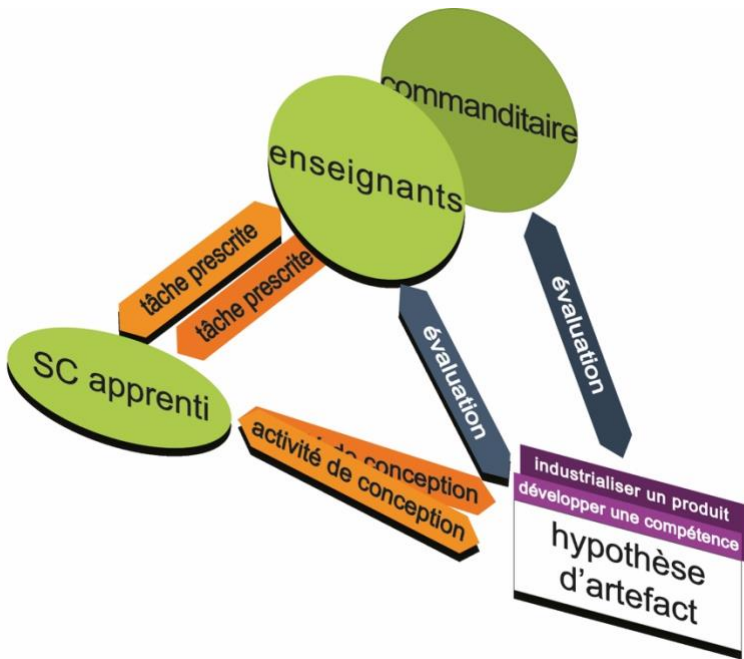 commanditaire
enseignants
tâche prescrite
tâche prescrite
évaluation
évaluation
SC apprenti
de conception
activité de conception
industrialiser un produit
développer une compétence
hypothèse
d'artefact